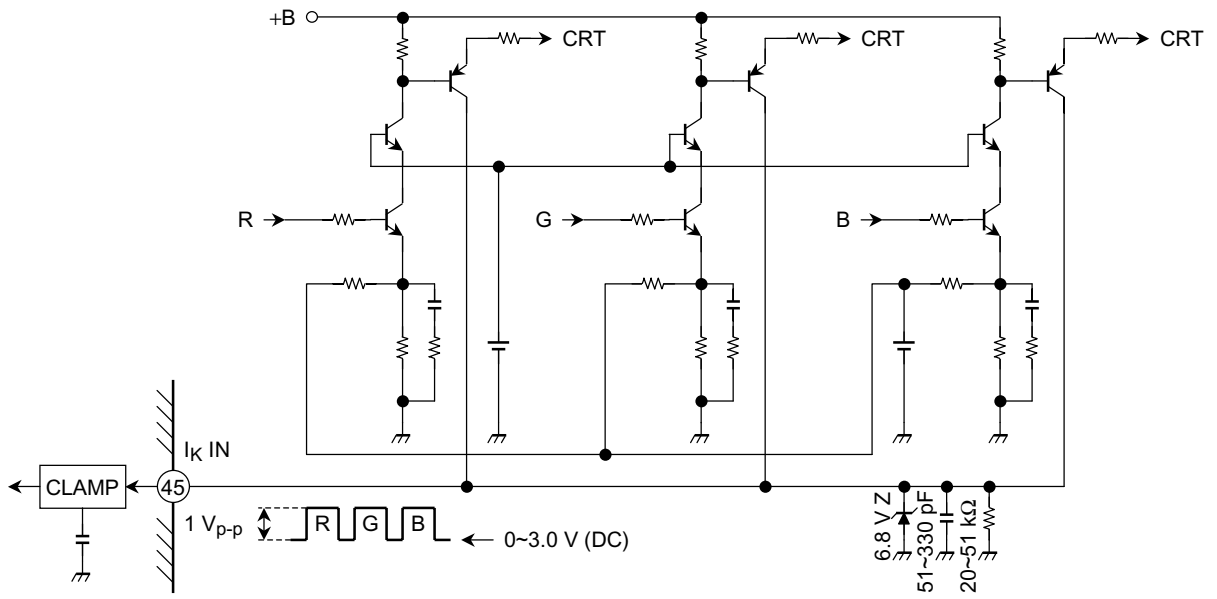 +B
CRT
CRT
CRT
R
G
B
I_K IN
CLAMP
45
1 Vp-p
R G B
0~3.0 V (DC)
6.8 V Z
51~330 pF
20~51 kΩ